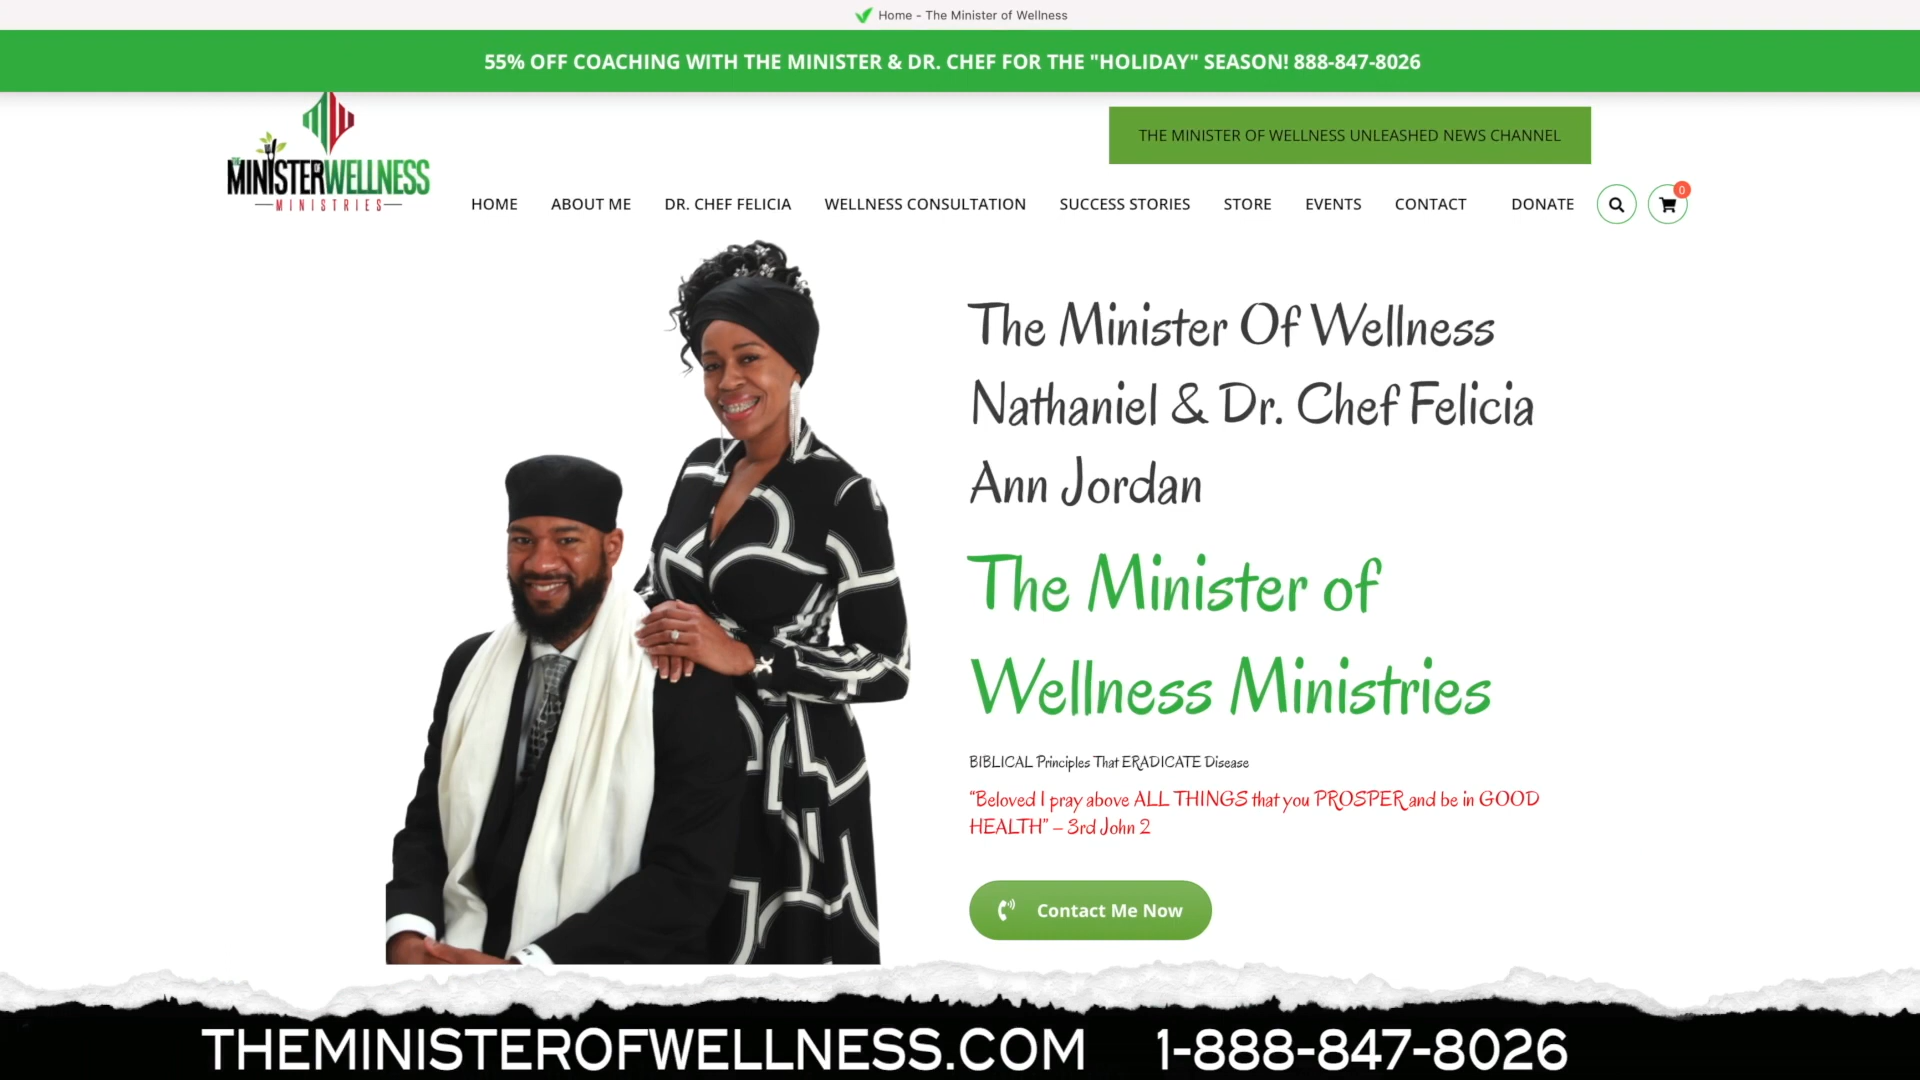 Home - The Minister of Wellness
55% OFF COACHING WITH THE MINISTER & DR. CHEF FOR THE "HOLIDAY" SEASON! 888-847-8026
THE MINISTER OF WELLNESS UNLEASHED NEWS CHANNEL
THE
MINISTER WELLNESS
MINISTRIES
HOME ABOUT ME DR. CHEF FELICIA WELLNESS CONSULTATION SUCCESS STORIES STORE EVENTS CONTACT DONATE 0
The Minister Of Wellness
Nathaniel & Dr. Chef Felicia
Ann Jordan
The Minister of
Wellness Ministries
BIBLICAL Principles That ERADICATE Disease
“Beloved I pray above ALL THINGS that you PROSPER and be in GOOD
HEALTH” – 3rd John 2
Contact Me Now
THEMINISTEROFWELLNESS.COM 1-888-847-8026